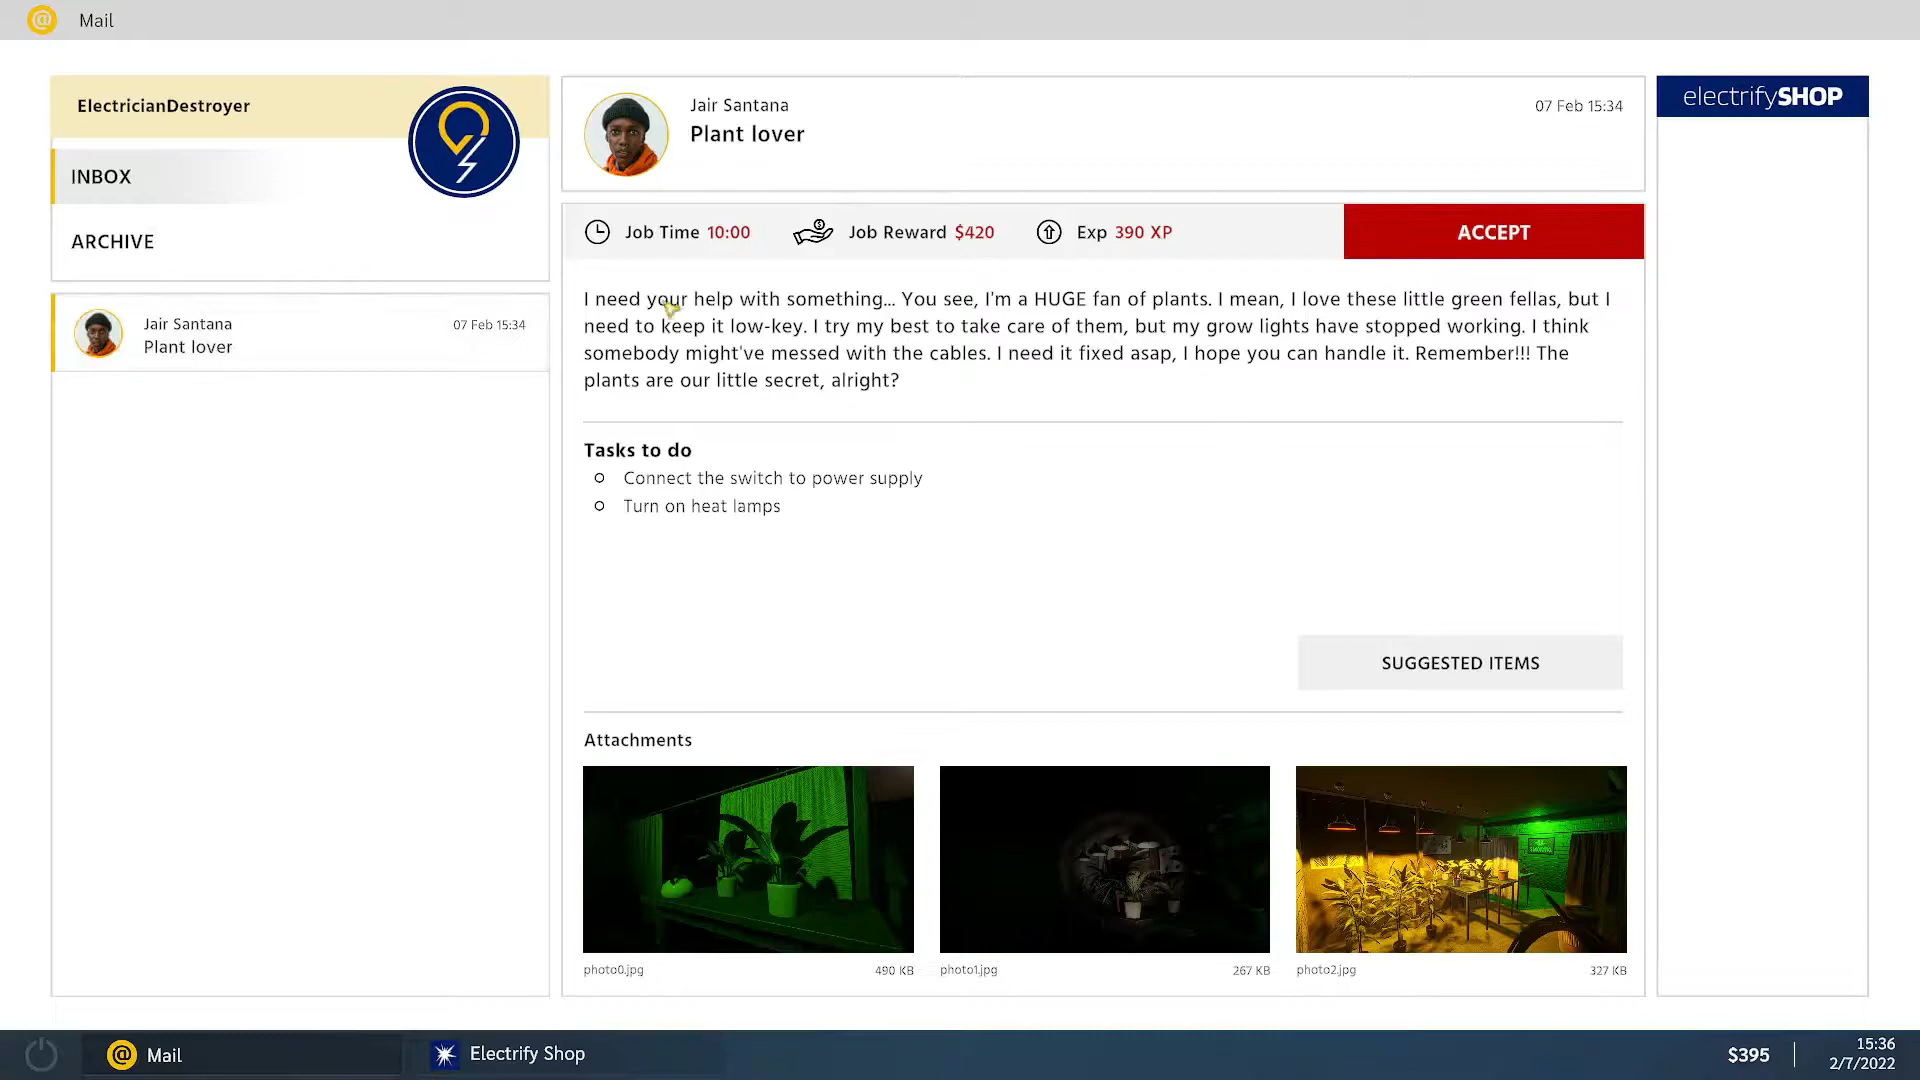 Mail
ElectricianDestroyer
INBOX
ARCHIVE
Jair Santana
07 Feb 15:34
Plant lover
Jair Santana
07 Feb 15:34
Plant lover
Job Time 10:00
Job Reward $420
Exp 390 XP
ACCEPT
I need your help with something... You see, I'm a HUGE fan of plants. I mean, I love these little green fellas, but I
need to keep it low-key. I try my best to take care of them, but my grow lights have stopped working. I think
somebody might've messed with the cables. I need it fixed asap, I hope you can handle it. Remember!!! The
plants are our little secret, alright?
Tasks to do
Connect the switch to power supply
Turn on heat lamps
SUGGESTED ITEMS
Attachments
photo0.jpg
490 KB
photo1.jpg
267 KB
photo2.jpg
327 KB
electrifySHOP
Mail
Electrify Shop
$395
15:36
2/7/2022